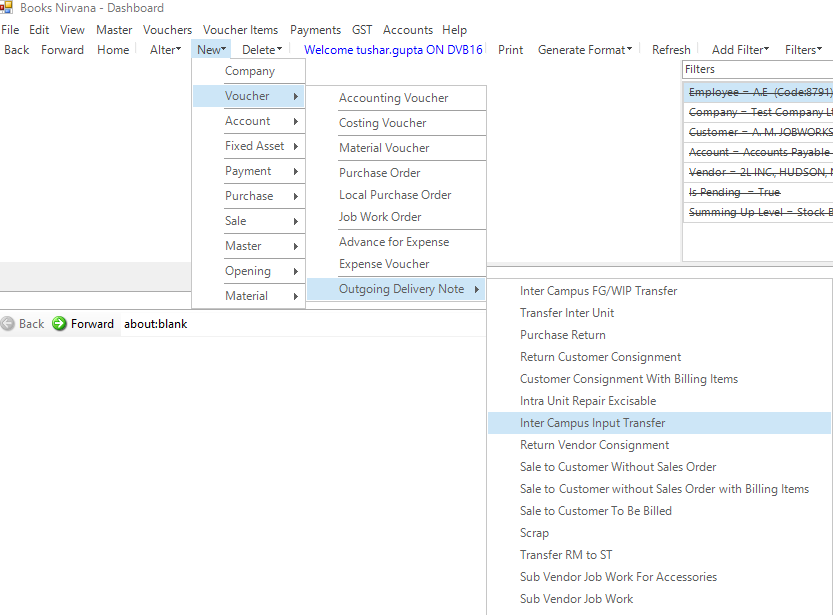 Books Nirvana - Dashboard
File Edit View Master Vouchers Voucher Items Payments GST Accounts Help
Back Forward Home Alter New Delete Welcome tushar.gupta ON DVB16 Print Generate Format Refresh Add Filter Filters
Company
Voucher
Account
Fixed Asset
Payment
Purchase
Sale
Master
Opening
Material
Accounting Voucher
Costing Voucher
Material Voucher
Purchase Order
Local Purchase Order
Job Work Order
Advance for Expense
Expense Voucher
Outgoing Delivery Note
Inter Campus FG/WIP Transfer
Transfer Inter Unit
Purchase Return
Return Customer Consignment
Customer Consignment With Billing Items
Intra Unit Repair Excisable
Inter Campus Input Transfer
Return Vendor Consignment
Sale to Customer Without Sales Order
Sale to Customer without Sales Order with Billing Items
Sale to Customer To Be Billed
Scrap
Transfer RM to ST
Sub Vendor Job Work For Accessories
Sub Vendor Job Work
Filters
Employee = A.E (Code:8791)
Company = Test Company Lt
Customer = A. M. JOBWORKS
Account = Accounts Payable
Vendor = 2L INC, HUDSON,
Is Pending = True
Summing Up Level = Stock B
Back Forward about:blank